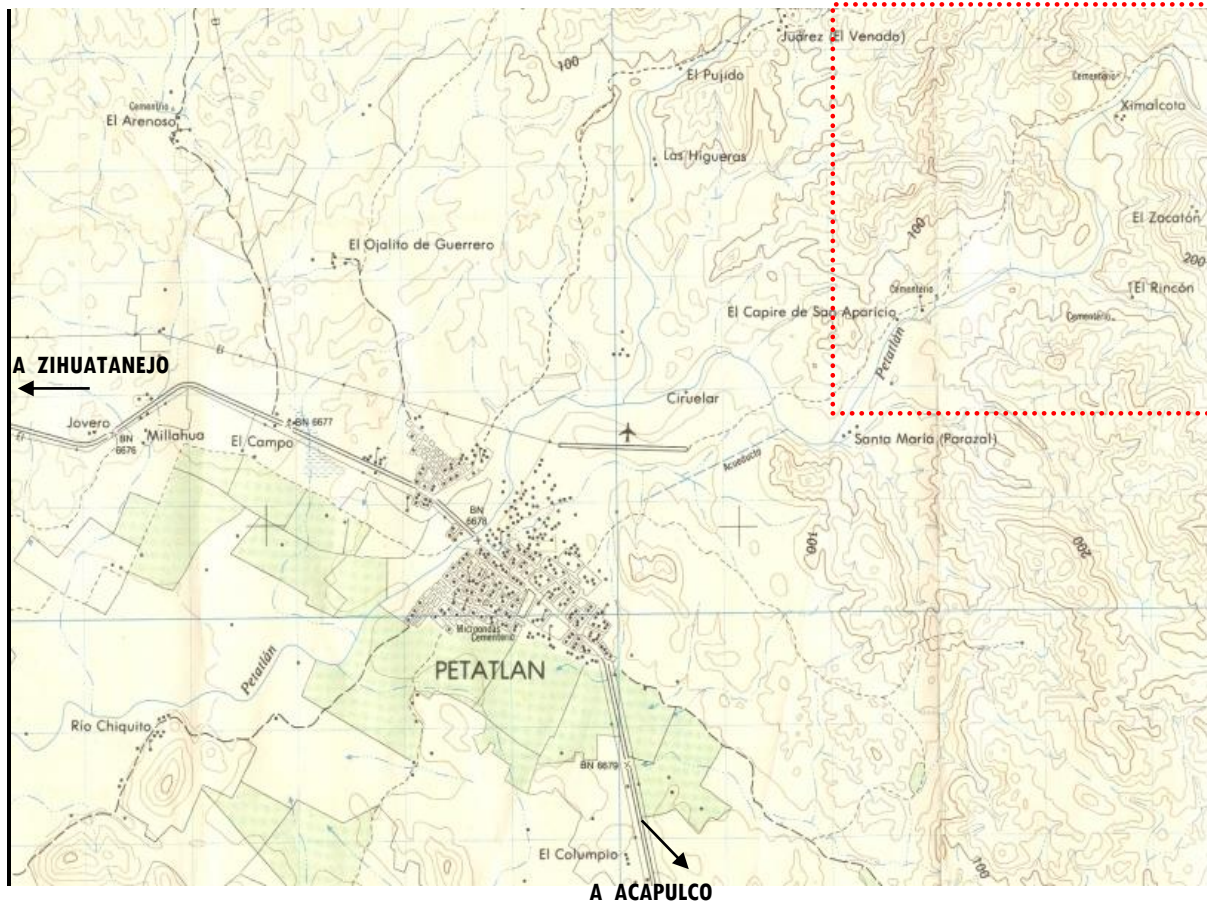 Juárez (El Venado)
100
El Pujido
Cementerio
Ximalcota
Cementrio
El Arenoso
Las Higueras
El Zacatón
100
El Ojalito de Guerrero
200
El Rincón
Cementerio
El Capire de San Aparicio
Cementerio
Petatlán
A ZIHUATANEJO
Ciruelar
Jovero
BN 6677
BN
6676
Millahua
El Campo
Santa María (Parazal)
Acueducto
BN
6678
100
200
Microondas
Cementerio
PETATLAN
Petatlán
Río Chiquito
BN 6679
El Columpio
100
A ACAPULCO